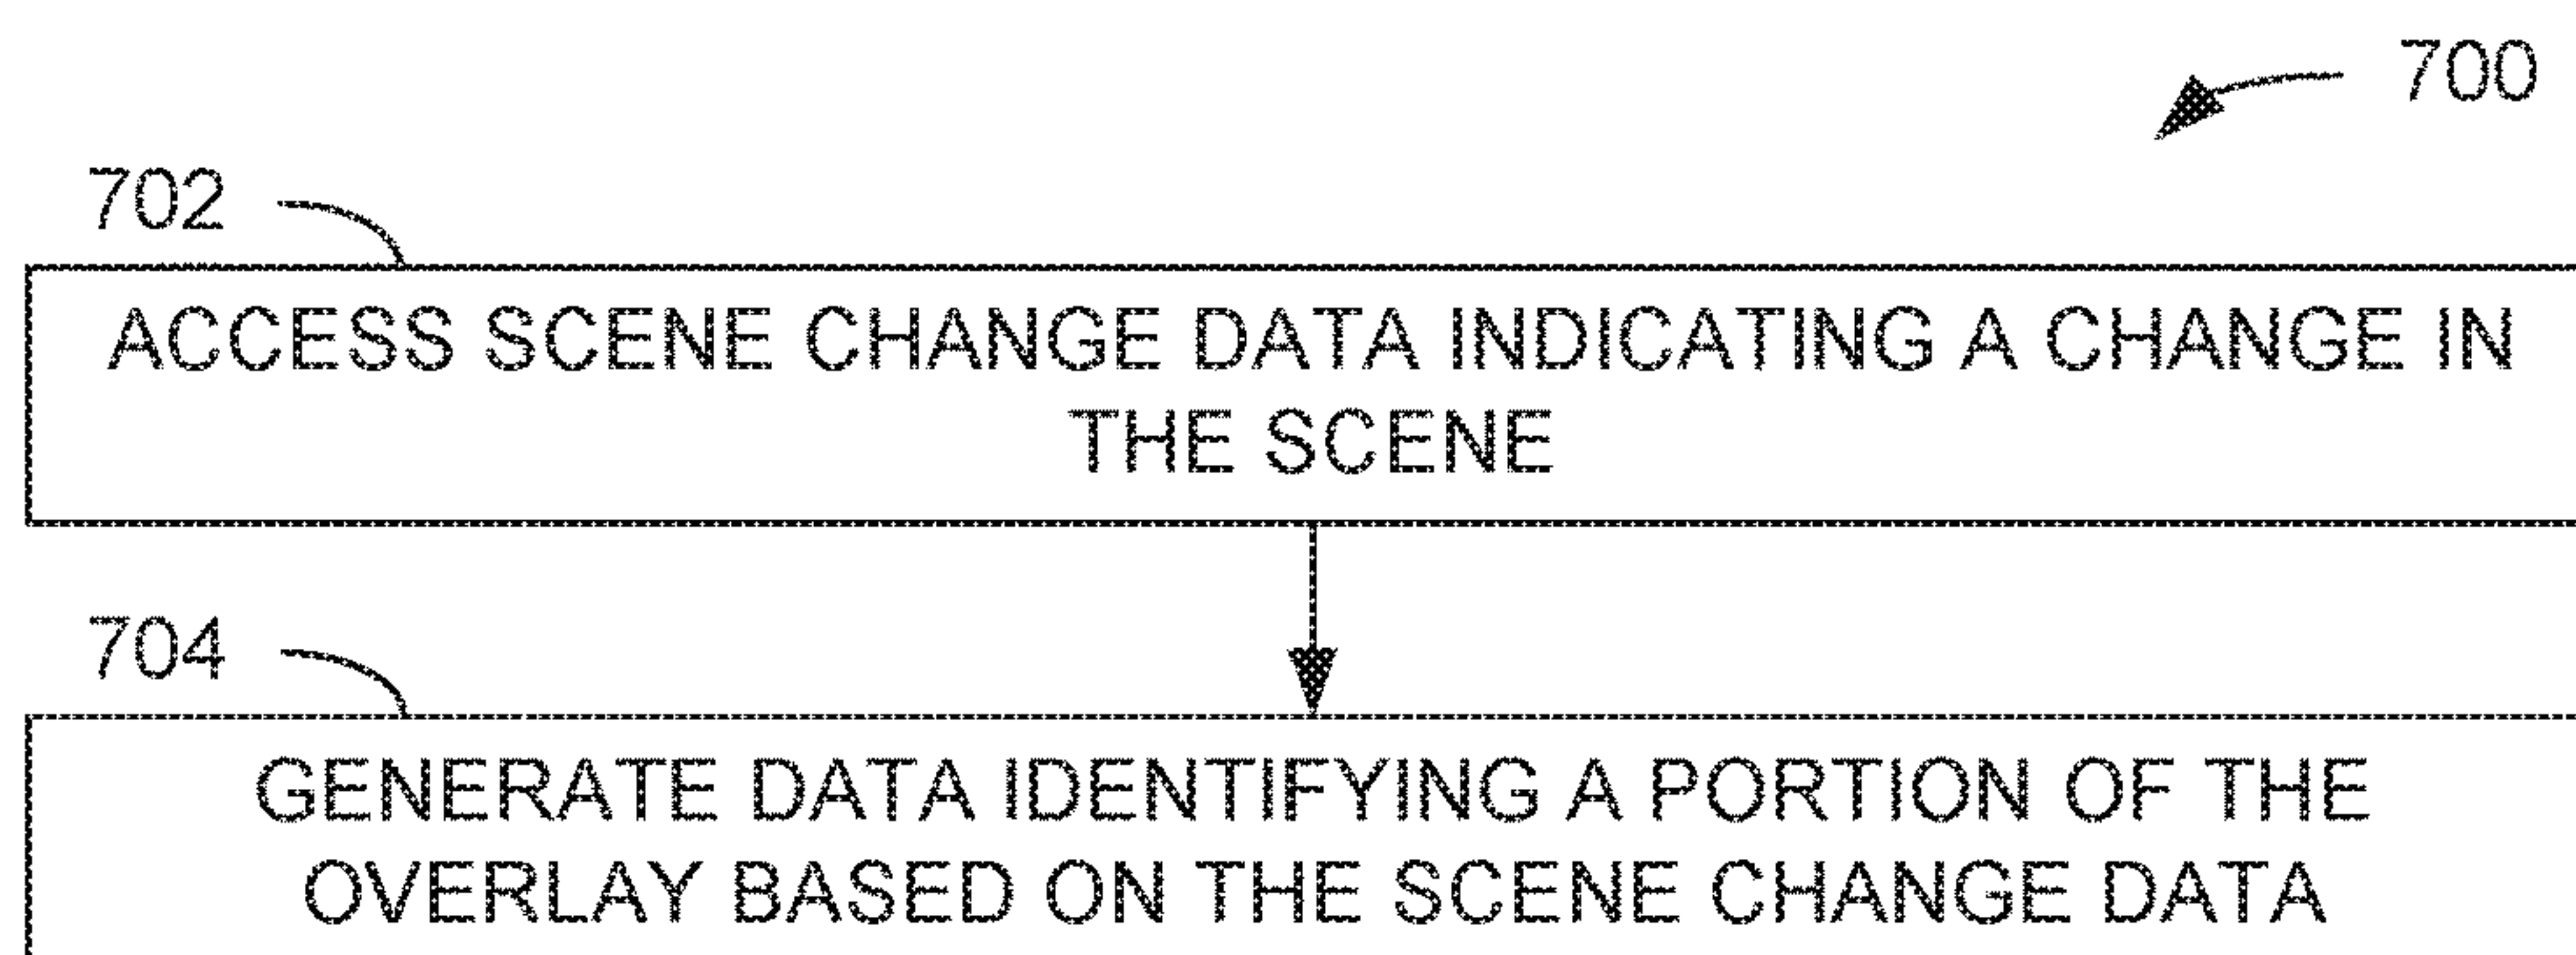 700
702
ACCESS SCENE CHANGE DATA INDICATING A CHANGE IN
THE SCENE
704
GENERATE DATA IDENTIFYING A PORTION OF THE
OVERLAY BASED ON THE SCENE CHANGE DATA